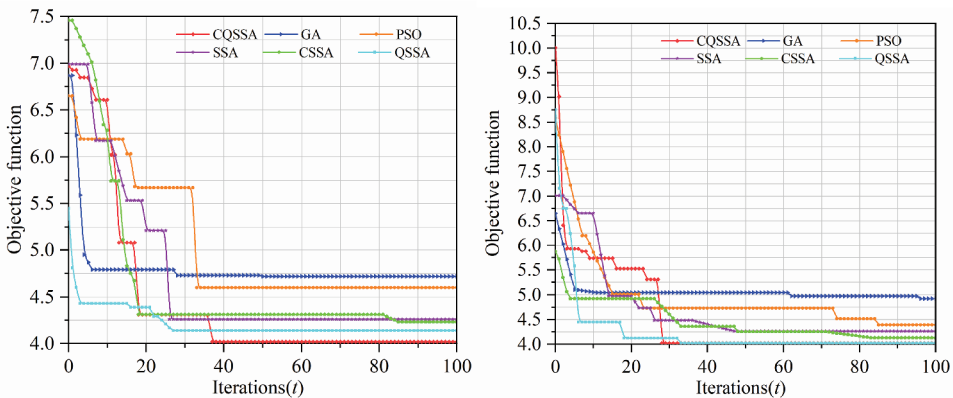 7.5
7.0
6.5
6.0
5.5
5.0
4.5
4.0
Objective function
CQSSA GA PSO
SSA CSSA QSSA
0 20 40 60 80 100
Iterations(t)
10.5
10.0
9.5
9.0
8.5
8.0
7.5
7.0
6.5
6.0
5.5
5.0
4.5
4.0
Objective function
CQSSA GA PSO
SSA CSSA QSSA
0 20 40 60 80 100
Iterations(t)